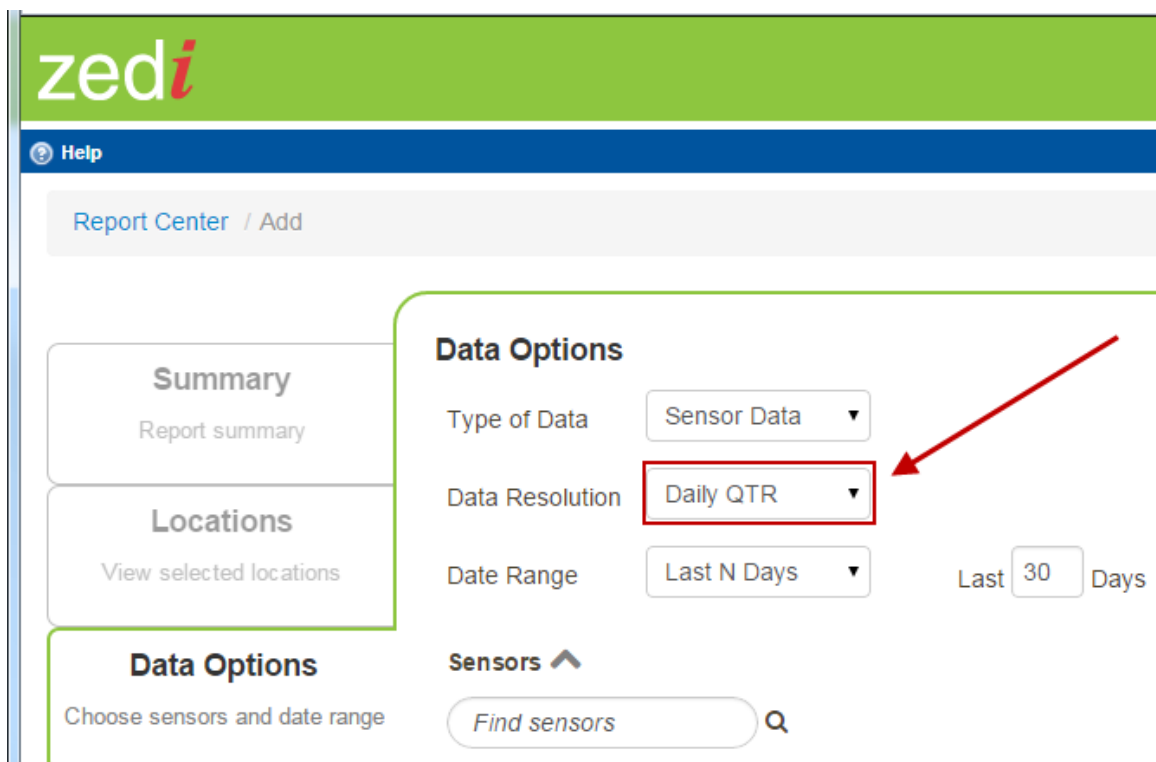 zedi
Help
Report Center / Add
Summary
Report summary
Locations
View selected locations
Data Options
Choose sensors and date range
Data Options
Type of Data Sensor Data
Data Resolution Daily QTR
Date Range Last N Days Last 30 Days
Sensors
Find sensors